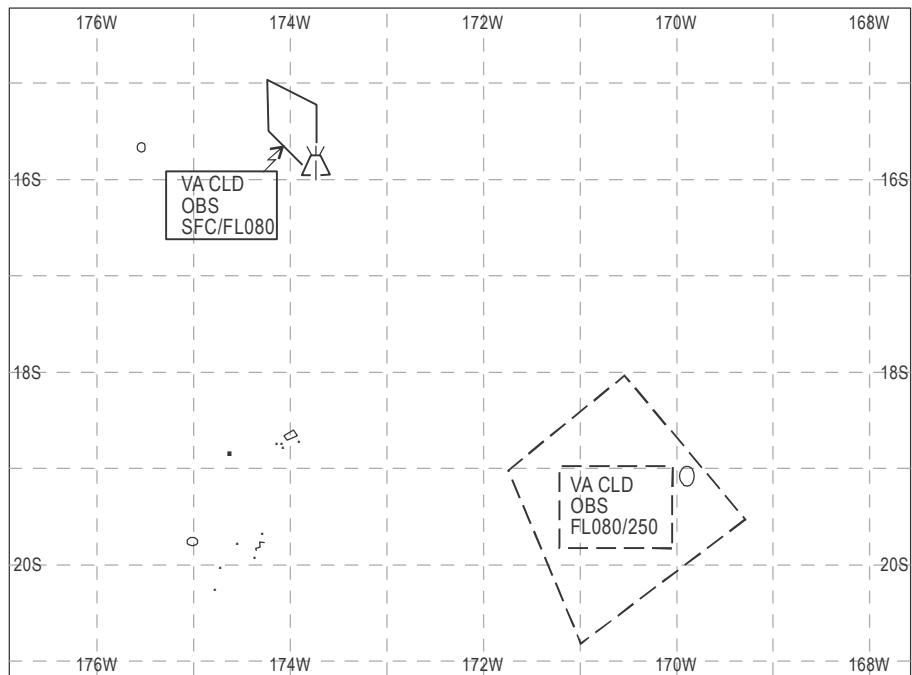 176W 174W 172W 170W 168W
16S 16S
VA CLD
OBS
SFC/FL080
18S 18S
VA CLD
OBS
FL080/250
20S 20S
176W 174W 172W 170W 168W